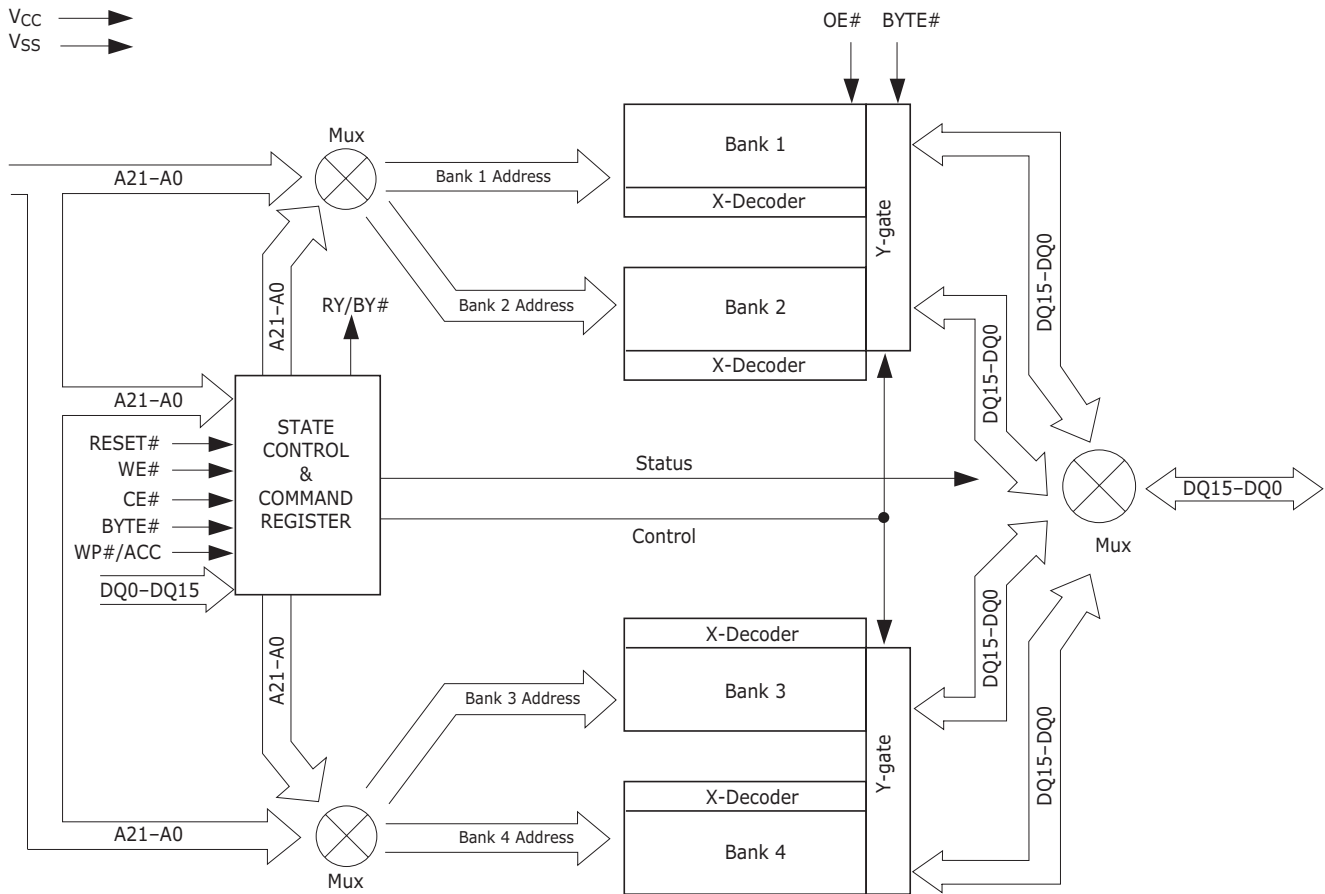 VCC
VSS
OE# BYTE#
Mux
A21–A0
Bank 1 Address
Bank 1
X-Decoder
Y-gate
DQ15–DQ0
A21–A0
RY/BY#
Bank 2 Address
Bank 2
X-Decoder
DQ15–DQ0
A21–A0
RESET#
WE#
CE#
BYTE#
WP#/ACC
DQ0–DQ15
STATE
CONTROL
&
COMMAND
REGISTER
Status
Control
DQ15–DQ0
Mux
A21–A0
Bank 3 Address
X-Decoder
Bank 3
Y-gate
DQ15–DQ0
DQ15–DQ0
A21–A0
Mux
Bank 4 Address
X-Decoder
Bank 4